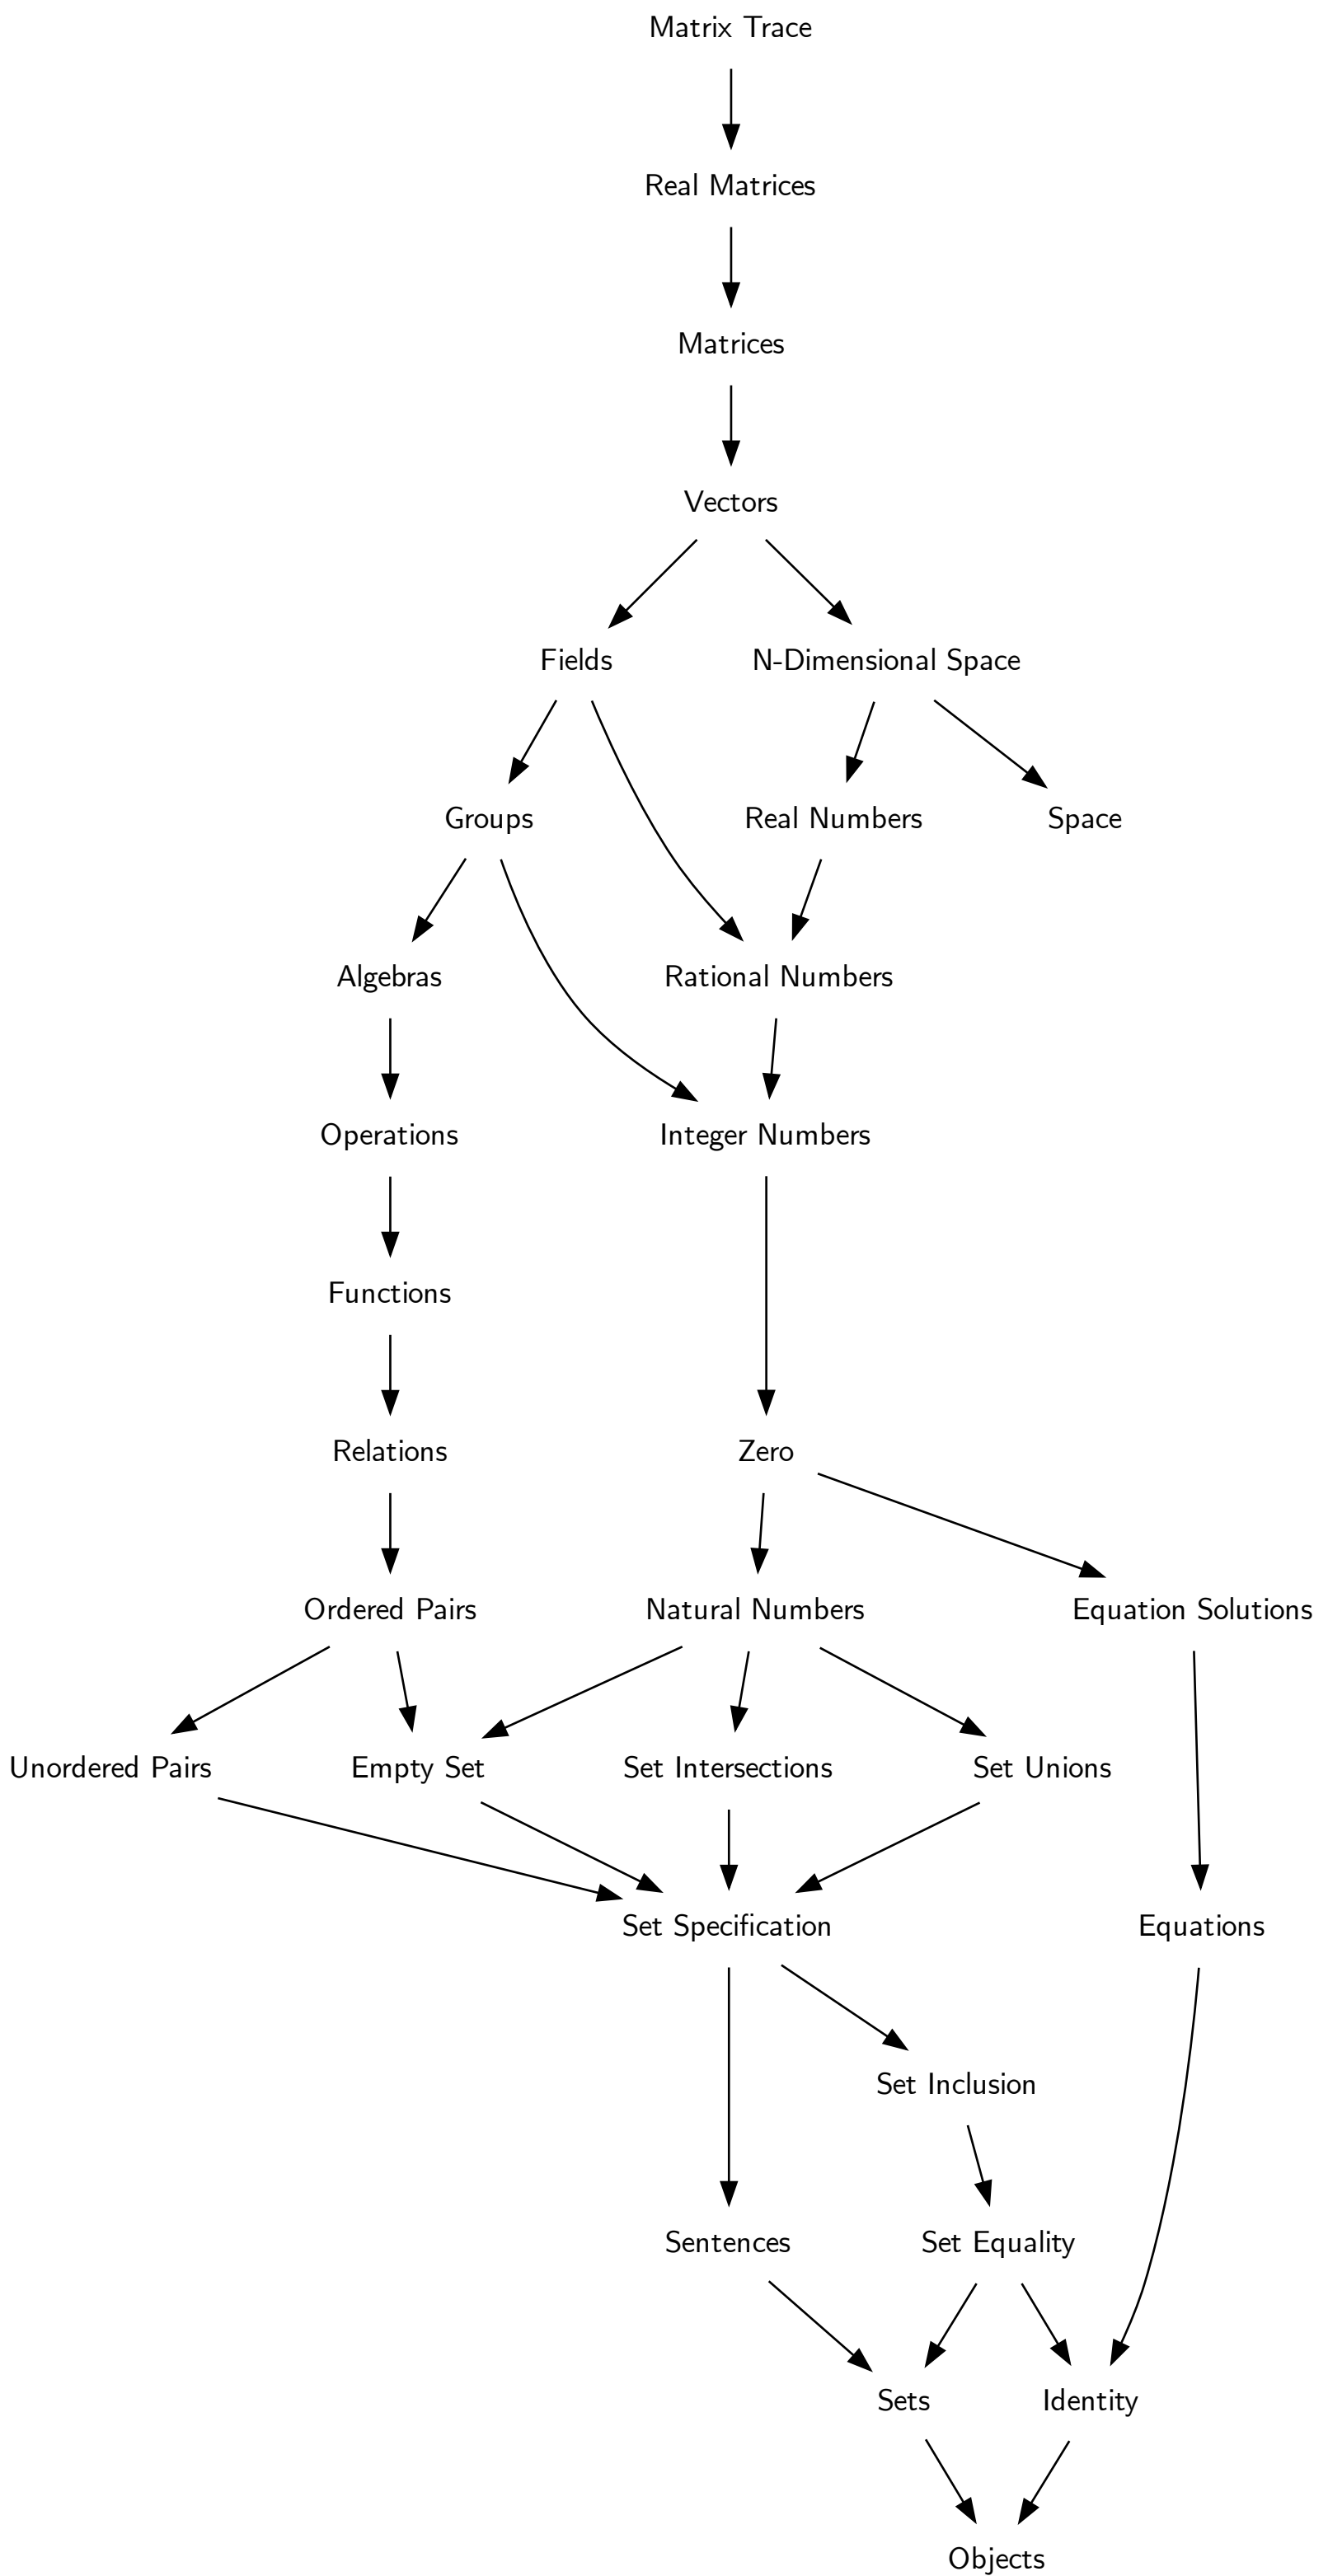 Matrix Trace
Real Matrices
Matrices
Vectors
Fields
N-Dimensional Space
Groups
Real Numbers
Space
Algebras
Rational Numbers
Operations
Integer Numbers
Functions
Relations
Zero
Ordered Pairs
Natural Numbers
Equation Solutions
Unordered Pairs
Empty Set
Set Intersections
Set Unions
Set Specification
Equations
Set Inclusion
Sentences
Set Equality
Sets
Identity
Objects